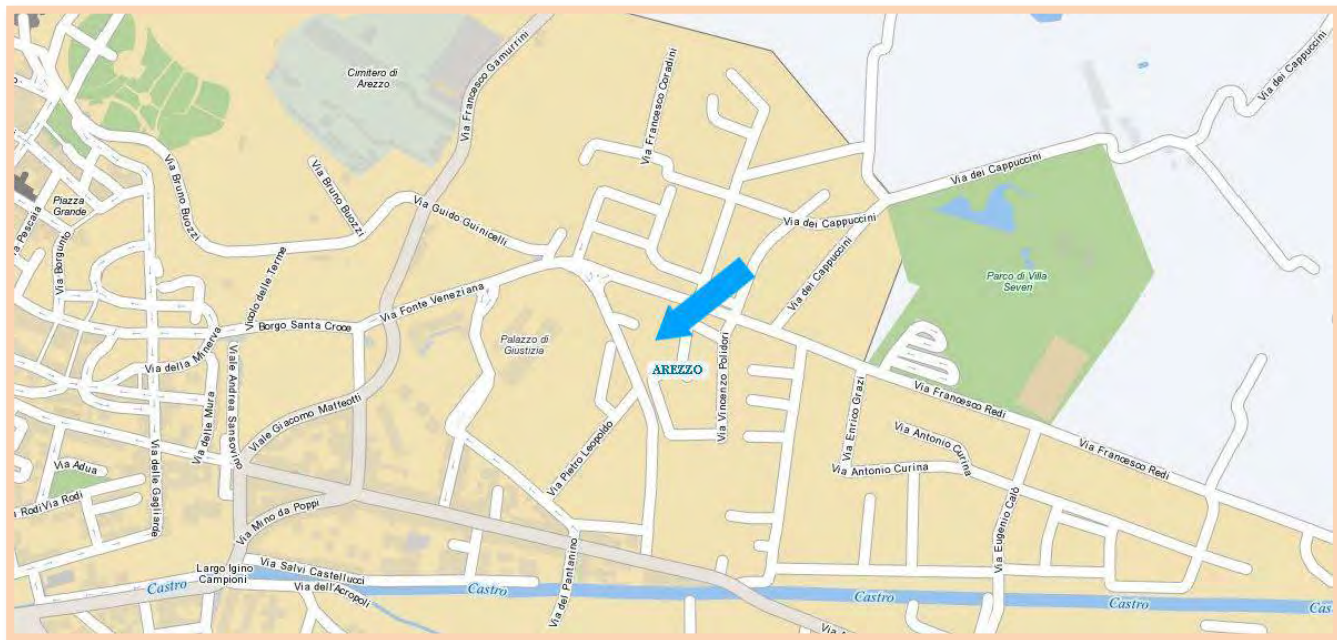 Cimitero di
Arezzo
Via Francesco Gamurrini
Via Francesco Coradini
Via dei Cappuccini
Via dei Cappuccini
Via dei Cappuccini
Via dei Cappuccini
Via Bruno Buozzi
Via Bruno Buozzi
Piazza
Grande
Via Guido Guinicelli
Via Borgunto
Vicolo delle Terme
Via Fonte Veneziana
Borgo Santa Croce
Parco di Villa
Severi
Palazzo di
Giustizia
Via della Minerva
AREZZO
Via Vincenzo Polidori
Viale Andrea Sansovino
Via delle Mura
Viale Giacomo Matteotti
Via Enrico Grazi
Via Francesco Redi
Via Francesco Redi
Via Antonio Curina
Via Antonio Curina
Via Pietro Leopoldo
Via Adua
Via Rodi
Via delle Gagliarde
Via Mino da Poppi
Via Eugenio Calò
Largo Igino
Campioni
Via Salvi Castellucci
Via dell'Acropoli
Via del Pantanino
Castro
Castro
Castro
Castro